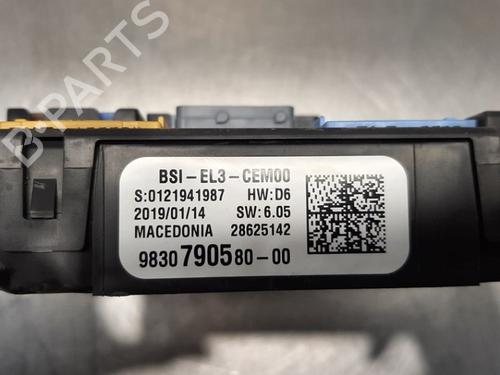 B-Parts
BSI-EL3-CEM00
S:0121941987 HW:D6
2019/01/14 SW:6.05
MACEDONIA 28625142
9830790580-00